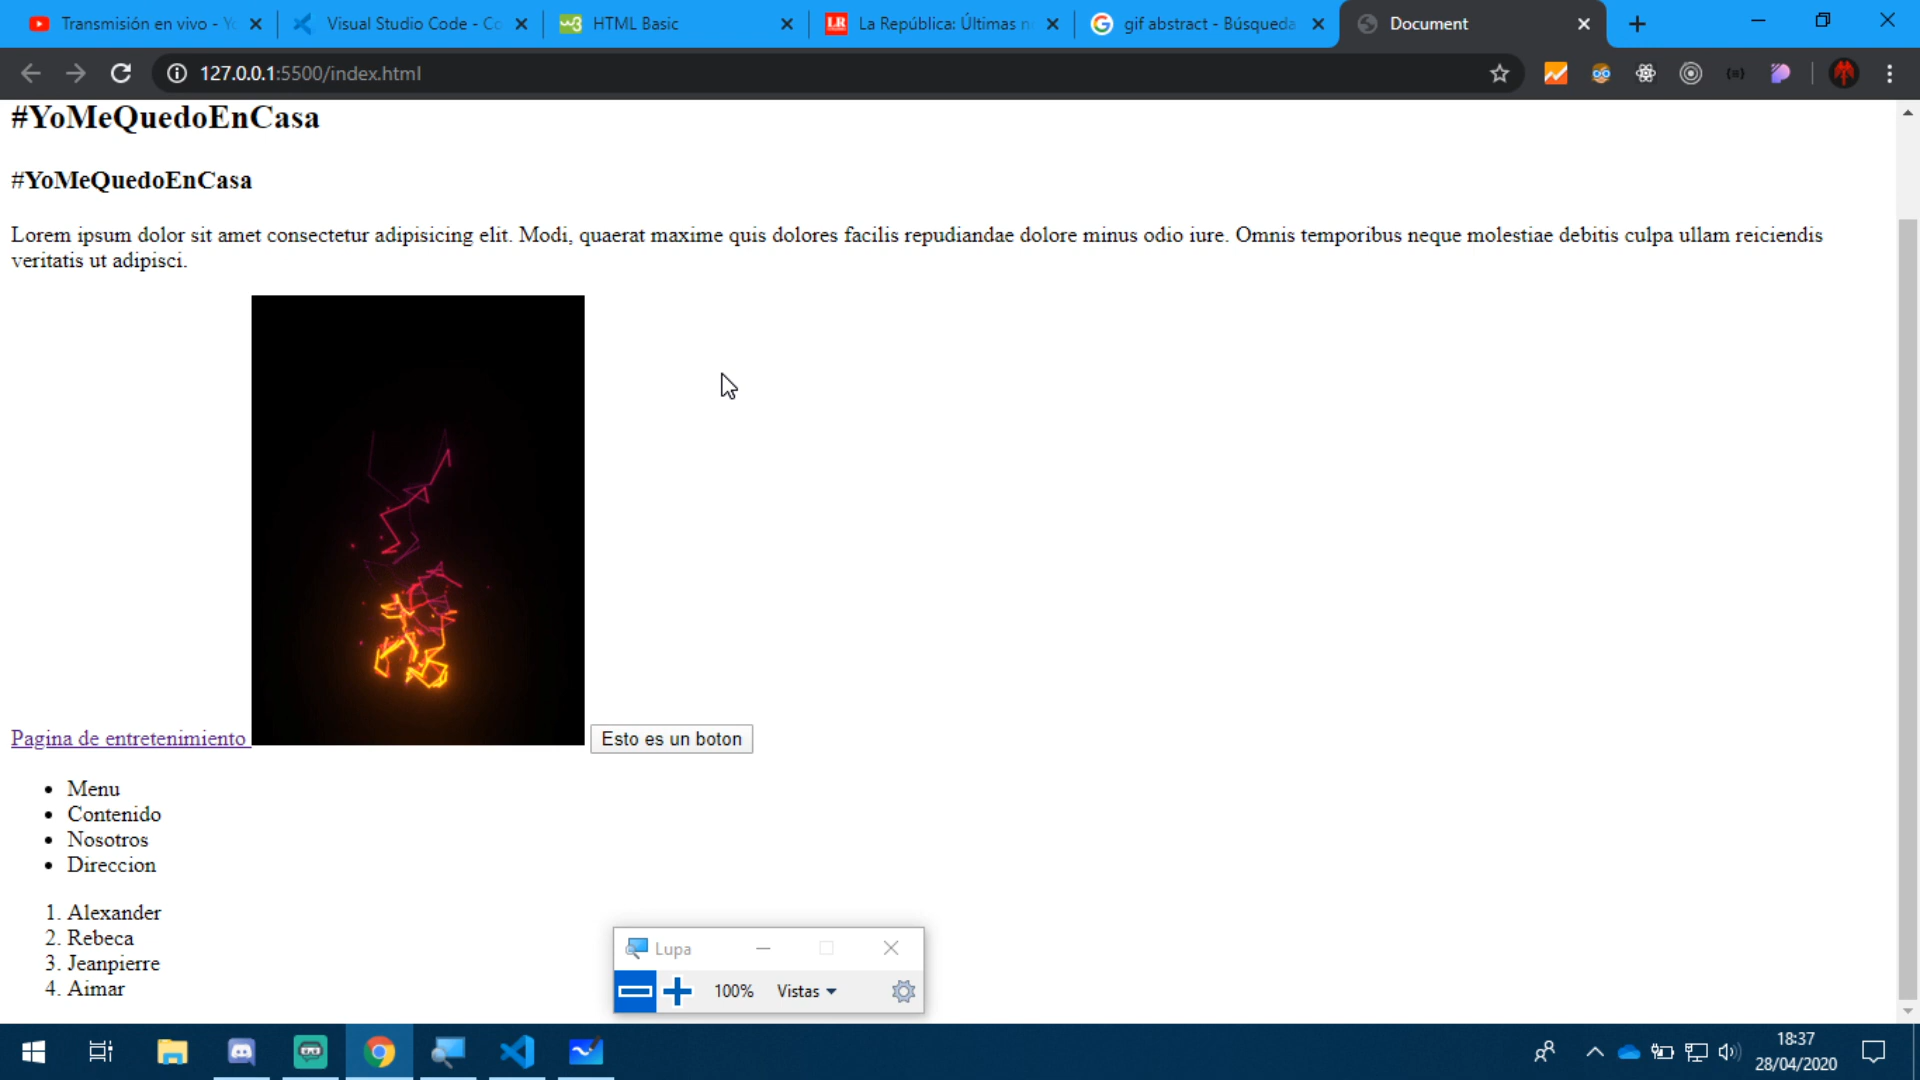 Transmisión en vivo - Yo
Visual Studio Code - Co
HTML Basic
La República: Últimas n
gif abstract - Búsqueda
Document
127.0.0.1:5500/index.html
#YoMeQuedoEnCasa
#YoMeQuedoEnCasa
Lorem ipsum dolor sit amet consectetur adipisicing elit. Modi, quaerat maxime quis dolores facilis repudiandae dolore minus odio iure. Omnis temporibus neque molestiae debitis culpa ullam reiciendis
veritatis ut adipisci.
Pagina de entretenimiento
Esto es un boton
• Menu
• Contenido
• Nosotros
• Direccion
1. Alexander
2. Rebeca
3. Jeanpierre
4. Aimar
Lupa
100% Vistas
18:37
28/04/2020